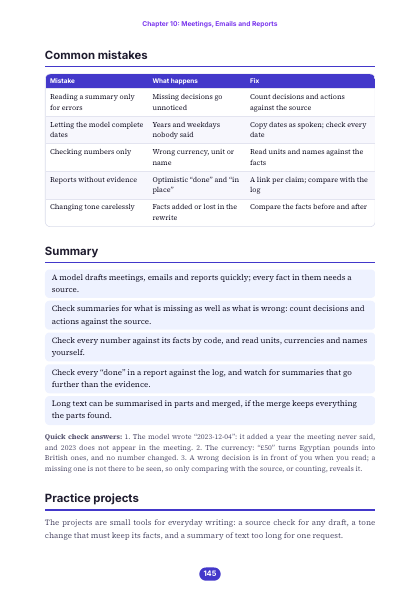 Chapter 10: Meetings, Emails and Reports
Common mistakes
Mistake What happens Fix
Reading a summary only for errors Missing decisions go unnoticed Count decisions and actions against the source
Letting the model complete dates Years and weekdays nobody said Copy dates as spoken; check every date
Checking numbers only Wrong currency, unit or name Read units and names against the facts
Reports without evidence Optimistic “done” and “in place” A link per claim; compare with the log
Changing tone carelessly Facts added or lost in the rewrite Compare the facts before and after
Summary
A model drafts meetings, emails and reports quickly; every fact in them needs a
source.
Check summaries for what is missing as well as what is wrong: count decisions and
actions against the source.
Check every number against its facts by code, and read units, currencies and names
yourself.
Check every “done” in a report against the log, and watch for summaries that go
further than the evidence.
Long text can be summarised in parts and merged, if the merge keeps everything
the parts found.
Quick check answers: 1. The model wrote “2023-12-04”: it added a year the meeting never said,
and 2023 does not appear in the meeting. 2. The currency: “£50” turns Egyptian pounds into
British ones, and no number changed. 3. A wrong decision is in front of you when you read; a
missing one is not there to be seen, so only comparing with the source, or counting, reveals it.
Practice projects
The projects are small tools for everyday writing: a source check for any draft, a tone
change that must keep its facts, and a summary of text too long for one request.
145